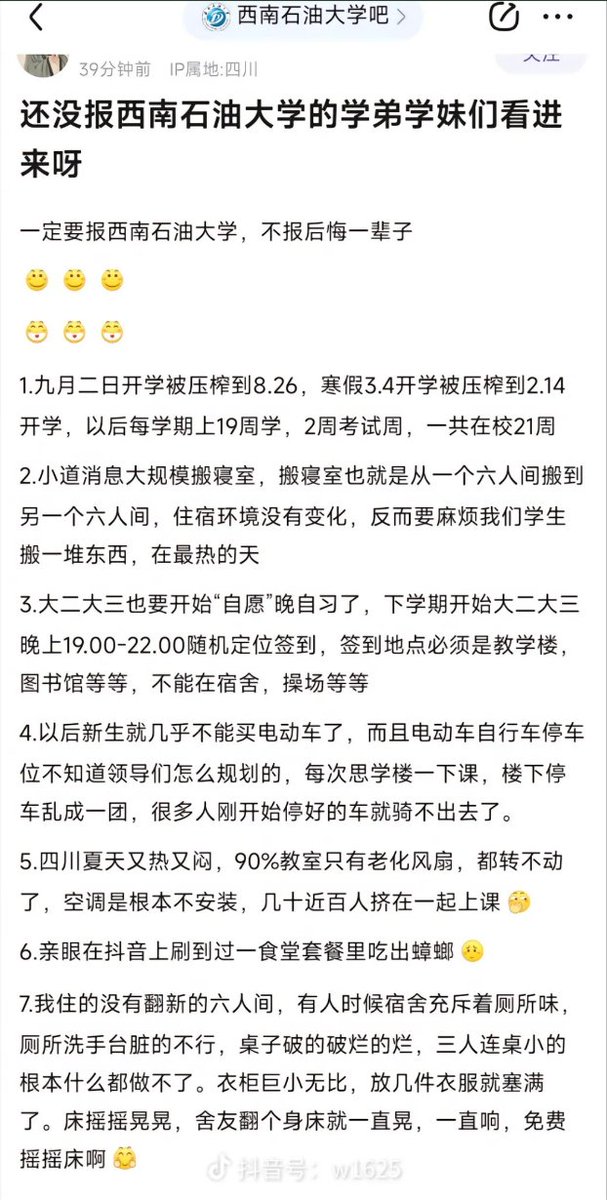 西南石油大学吧
39分钟前 IP属地:四川
关注
还没报西南石油大学的学弟学妹们看进
来呀
一定要报西南石油大学，不报后悔一辈子
1.九月二日开学被压榨到8.26，寒假3.4开学被压榨到2.14
开学，以后每学期上19周学，2周考试周，一共在校21周
2.小道消息大规模搬寝室，搬寝室也就是从一个六人间搬到
另一个六人间，住宿环境没有变化，反而要麻烦我们学生
搬一堆东西，在最热的天
3.大二大三也要开始“自愿”晚自习了，下学期开始大二大三
晚上19.00-22.00随机定位签到，签到地点必须是教学楼，
图书馆等等，不能在宿舍，操场等等
4.以后新生就几乎不能买电动车了，而且电动车自行车停车
位不知道领导们怎么规划的，每次思学楼一下课，楼下停
车乱成一团，很多人刚开始停好的车就骑不出去了。
5.四川夏天又热又闷，90%教室只有老化风扇，都转不动
了，空调是根本不安装，几十近百人挤在一起上课
6.亲眼在抖音上刷到过一食堂套餐里吃出蟑螂
7.我住的没有翻新的六人间，有人时候宿舍充斥着厕所味，
厕所洗手台脏的不行，桌子破的破烂的烂，三人连桌小的
根本什么都做不了。衣柜巨小无比，放几件衣服就塞满
了。床摇摇晃晃，舍友翻个身床就一直晃，一直响，免费
摇摇床啊
抖音号：w1625